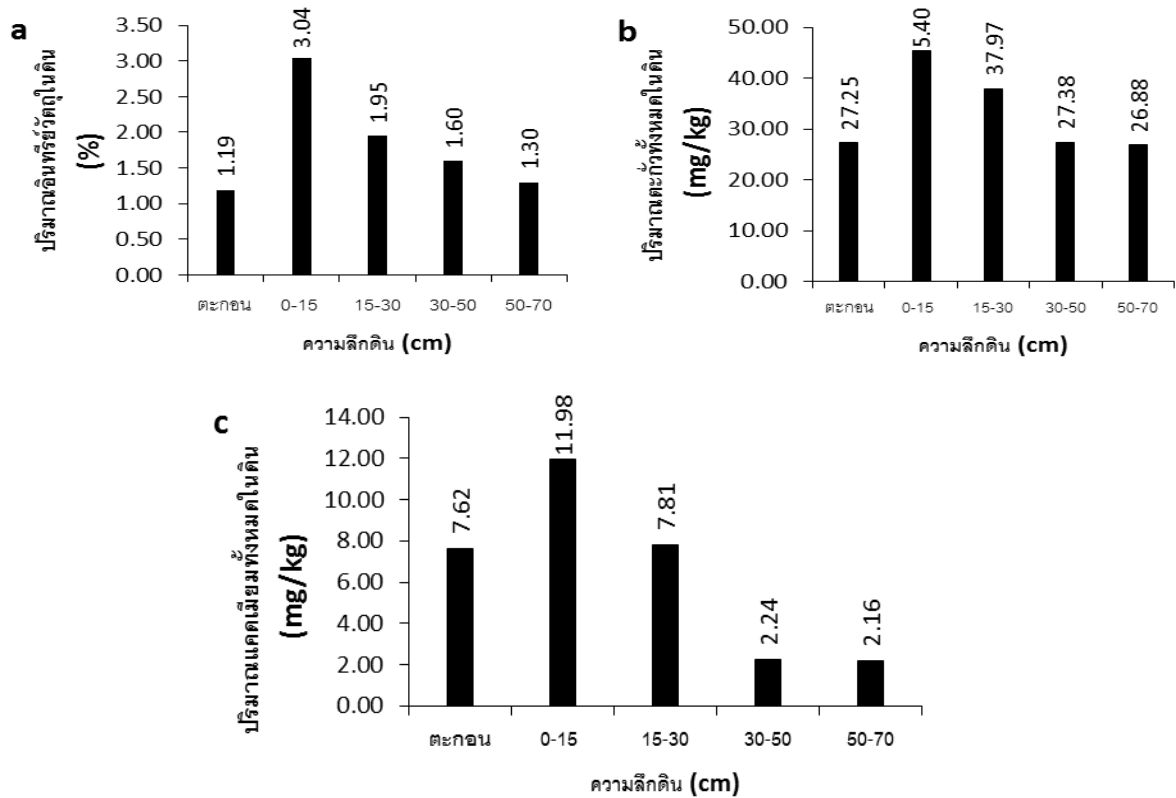 a
ปริมาณอินทรีย์วัตถุในดิน
(%)
3.50
3.00
2.50
2.00
1.50
1.00
0.50
0.00
1.19
3.04
1.95
1.60
1.30
ตะกอน 0-15 15-30 30-50 50-70
ความลึกดิน (cm)
b
ปริมาณตะกั่วทั้งหมดในดิน
(mg/kg)
50.00
40.00
30.00
20.00
10.00
0.00
27.25
5.40
37.97
27.38
26.88
ตะกอน 0-15 15-30 30-50 50-70
ความลึกดิน (cm)
c
ปริมาณแคดเมียมทั้งหมดในดิน
(mg/kg)
14.00
12.00
10.00
8.00
6.00
4.00
2.00
0.00
7.62
11.98
7.81
2.24
2.16
ตะกอน 0-15 15-30 30-50 50-70
ความลึกดิน (cm)